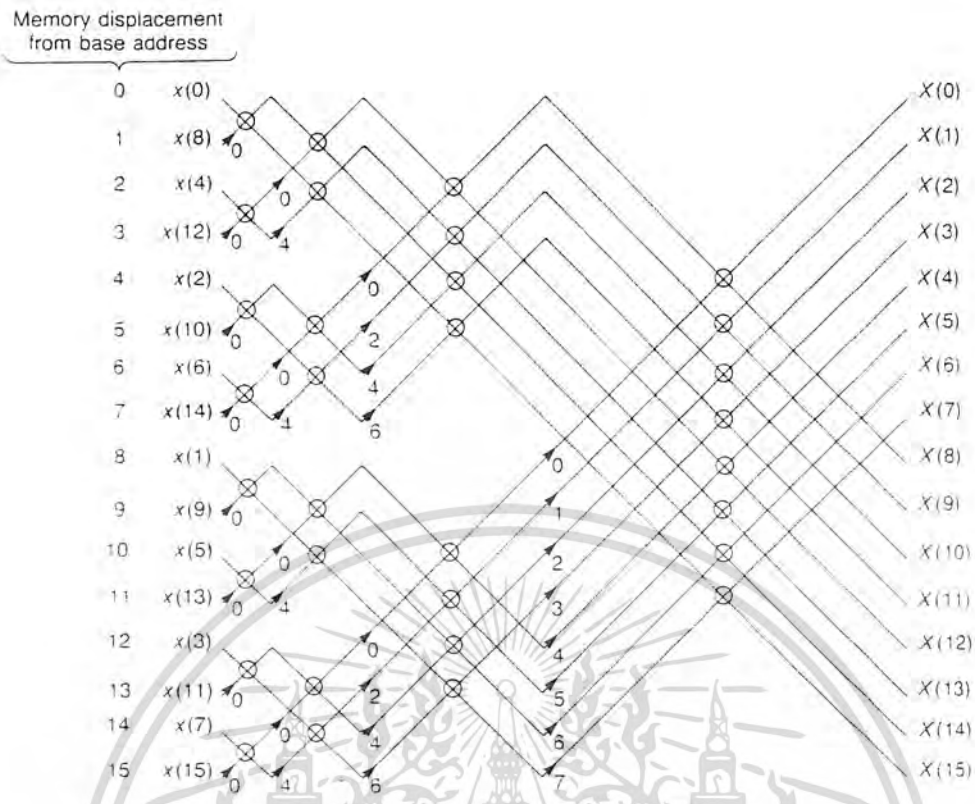 Memory displacement
from base address
0 x(0) X(0)
1 x(8) X(1)
0
2 x(4) X(2)
0
3 x(12) X(3)
0 4
4 x(2) X(4)
0
5 x(10) X(5)
0 2
6 x(6) X(6)
0 4
7 x(14) X(7)
0 4 6
8 x(1) X(8)
0
9 x(9) X(9)
0 1
10 x(5) X(10)
0 2
11 x(13) X(11)
0 4 3
12 x(3) X(12)
0 4
13 x(11) X(13)
0 2 5
14 x(7) X(14)
0 4 6
15 x(15) X(15)
0 4 6 7